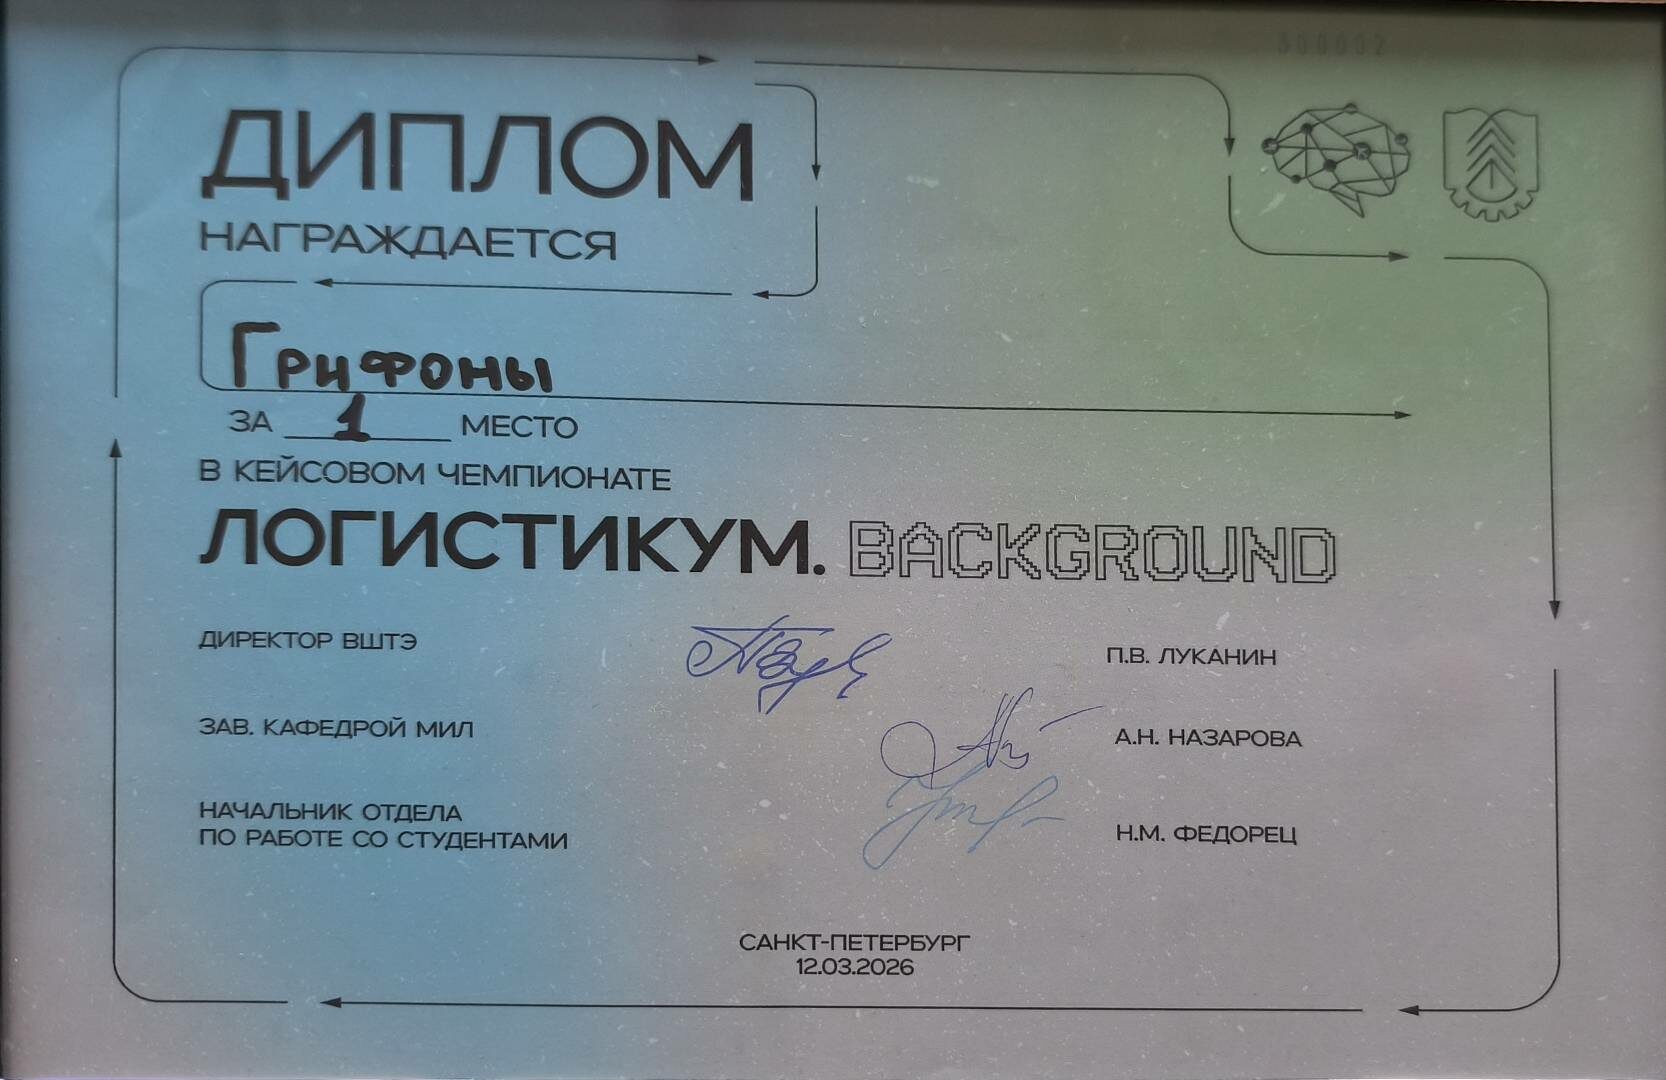 ДИПЛОМ
НАГРАЖДАЕТСЯ
Грифоны
ЗА 1 МЕСТО
В КЕЙСОВОМ ЧЕМПИОНАТЕ
ЛОГИСТИКУМ. BACKGROUND
ДИРЕКТОР ВШТЭ П.В. ЛУКАНИН
ЗАВ. КАФЕДРОЙ МИЛ А.Н. НАЗАРОВА
НАЧАЛЬНИК ОТДЕЛА
ПО РАБОТЕ СО СТУДЕНТАМИ Н.М. ФЕДОРЕЦ
САНКТ-ПЕТЕРБУРГ
12.03.2026